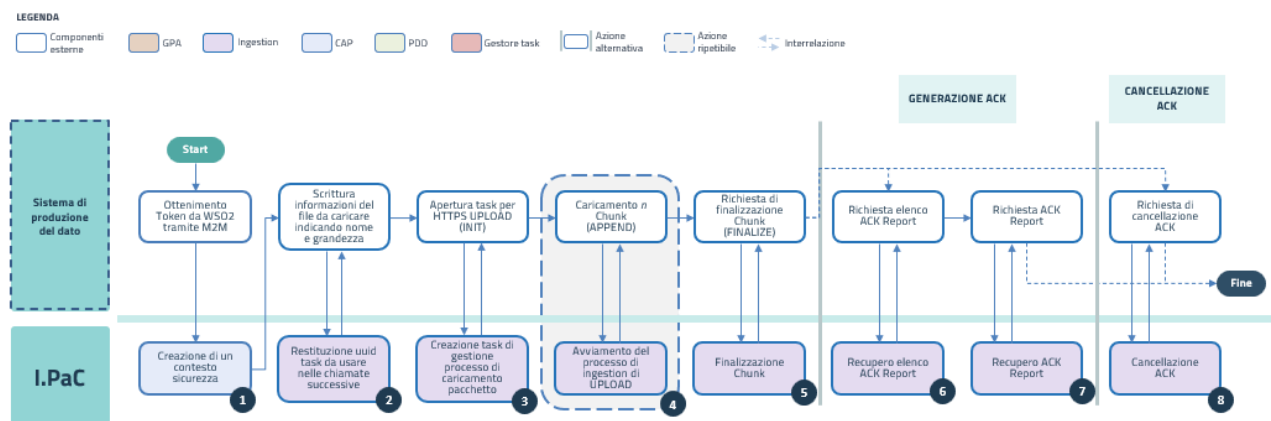 LEGENDA
Componenti
esterne
GPA
Ingestion
CAP
PDD
Gestore task
Azione
alternativa
Azione
ripetibile
Interrelazione
GENERAZIONE ACK
CANCELLAZIONE
ACK
Sistema di
produzione
del dato
Start
Ottenimento
Token da WSO2
tramite M2M
Scrittura
informazioni del
file da caricare
indicando nome
e grandezza
Apertura task per
HTTPS UPLOAD
(INIT)
Caricamento n
Chunk
(APPEND)
Richiesta di
finalizzazione
Chunk
(FINALIZE)
Richiesta elenco
ACK Report
Richiesta ACK
Report
Richiesta di
cancellazione
ACK
Fine
I.PaC
Creazione di un
contesto
sicurezza
1
Restituzione uuid
task da usare
nelle chiamate
successive
2
Creazione task di
gestione
processo di
caricamento
pacchetto
3
Avviamento del
processo di
ingestion di
UPLOAD
4
Finalizzazione
Chunk
5
Recupero elenco
ACK Report
6
Recupero ACK
Report
7
Cancellazione
ACK
8